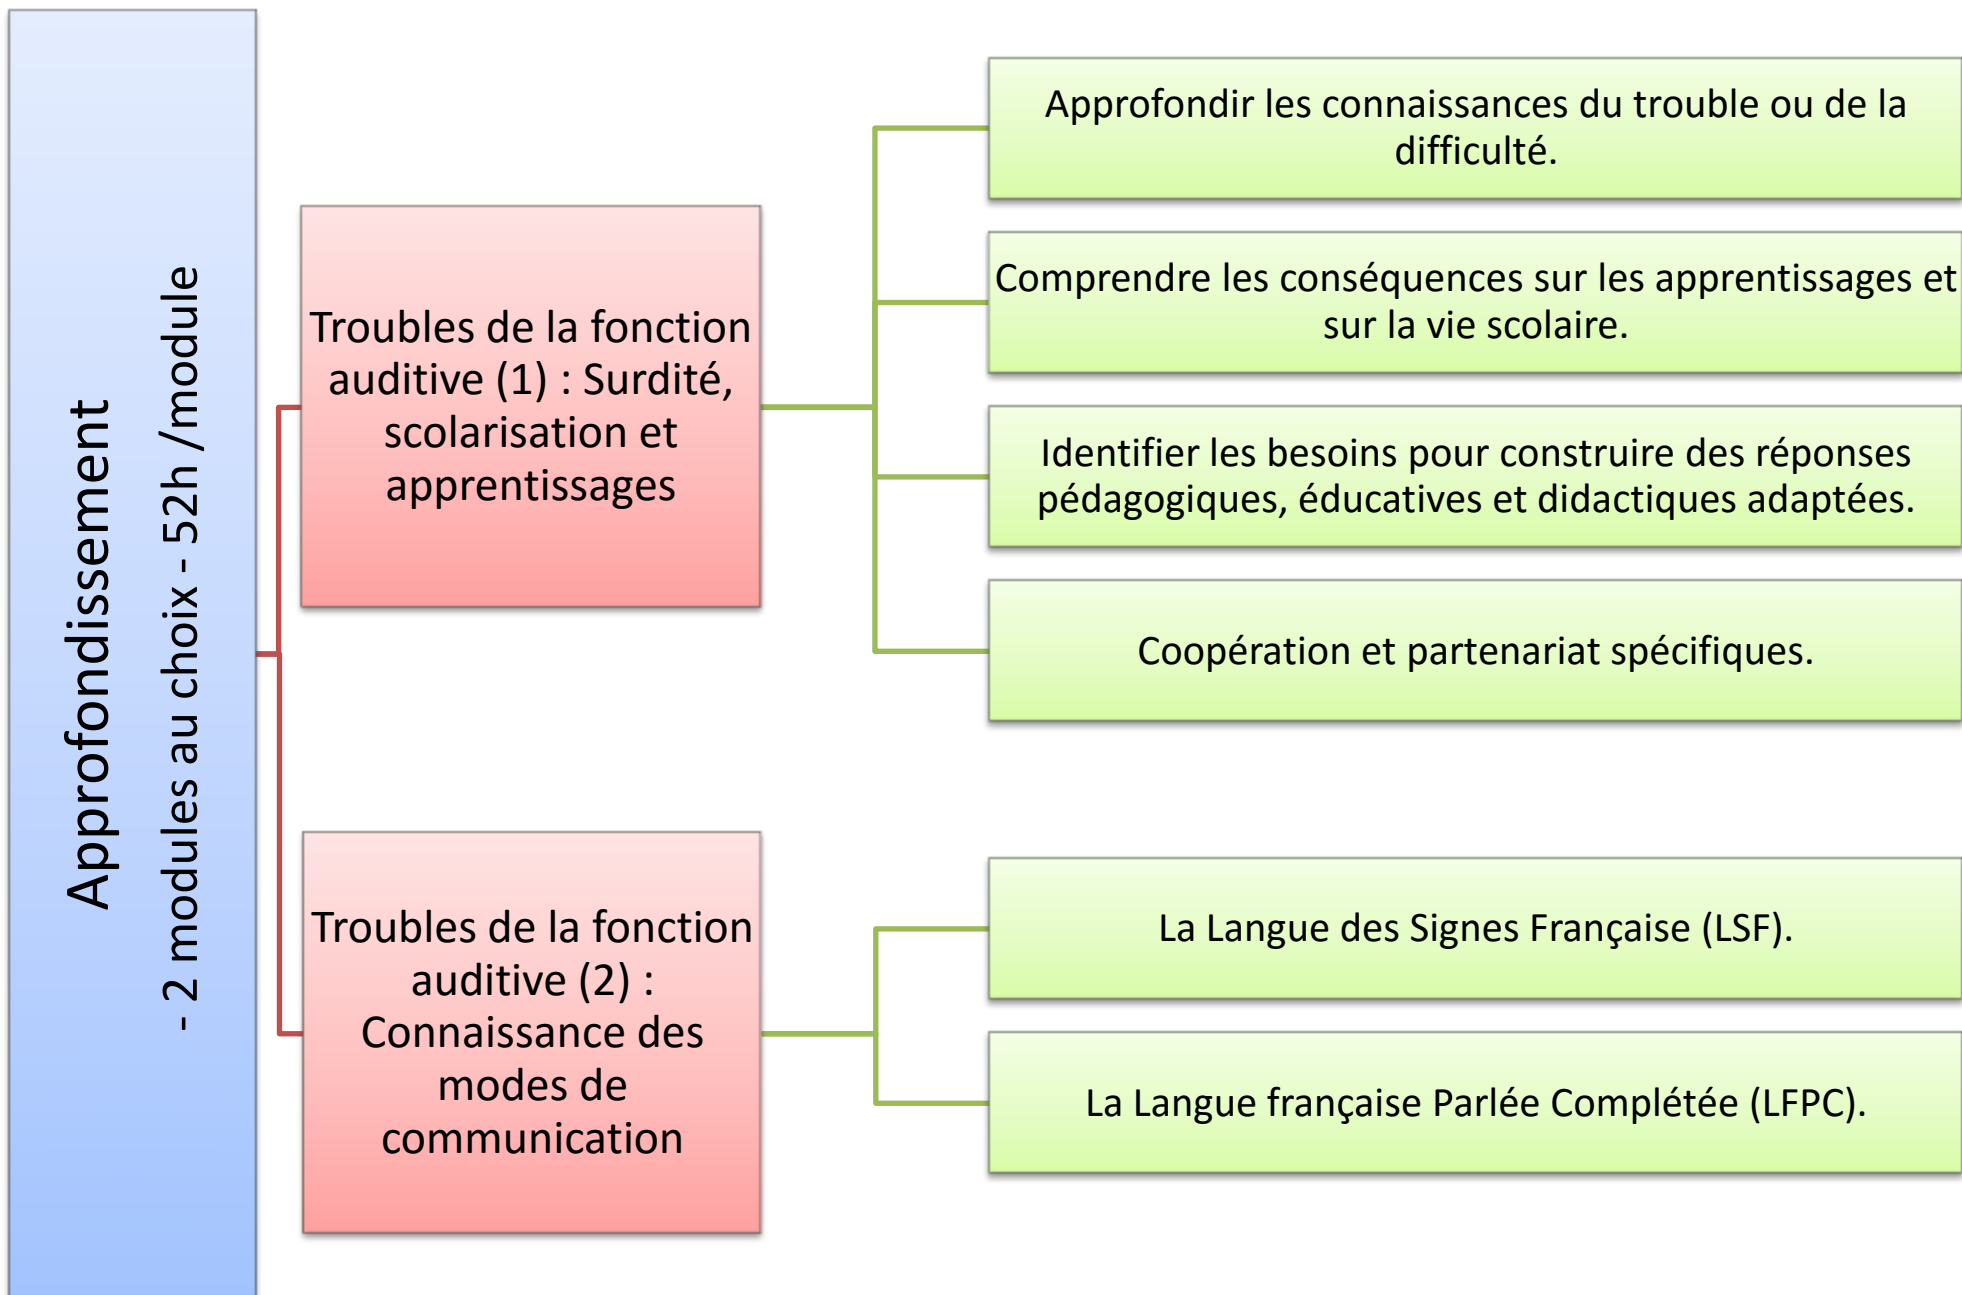 Approfondissement
- 2 modules au choix - 52h /module
Troubles de la fonction
auditive (1) : Surdité,
scolarisation et
apprentissages
Approfondir les connaissances du trouble ou de la
difficulté.
Comprendre les conséquences sur les apprentissages et
sur la vie scolaire.
Identifier les besoins pour construire des réponses
pédagogiques, éducatives et didactiques adaptées.
Coopération et partenariat spécifiques.
Troubles de la fonction
auditive (2) :
Connaissance des
modes de
communication
La Langue des Signes Française (LSF).
La Langue française Parlée Complétée (LFPC).